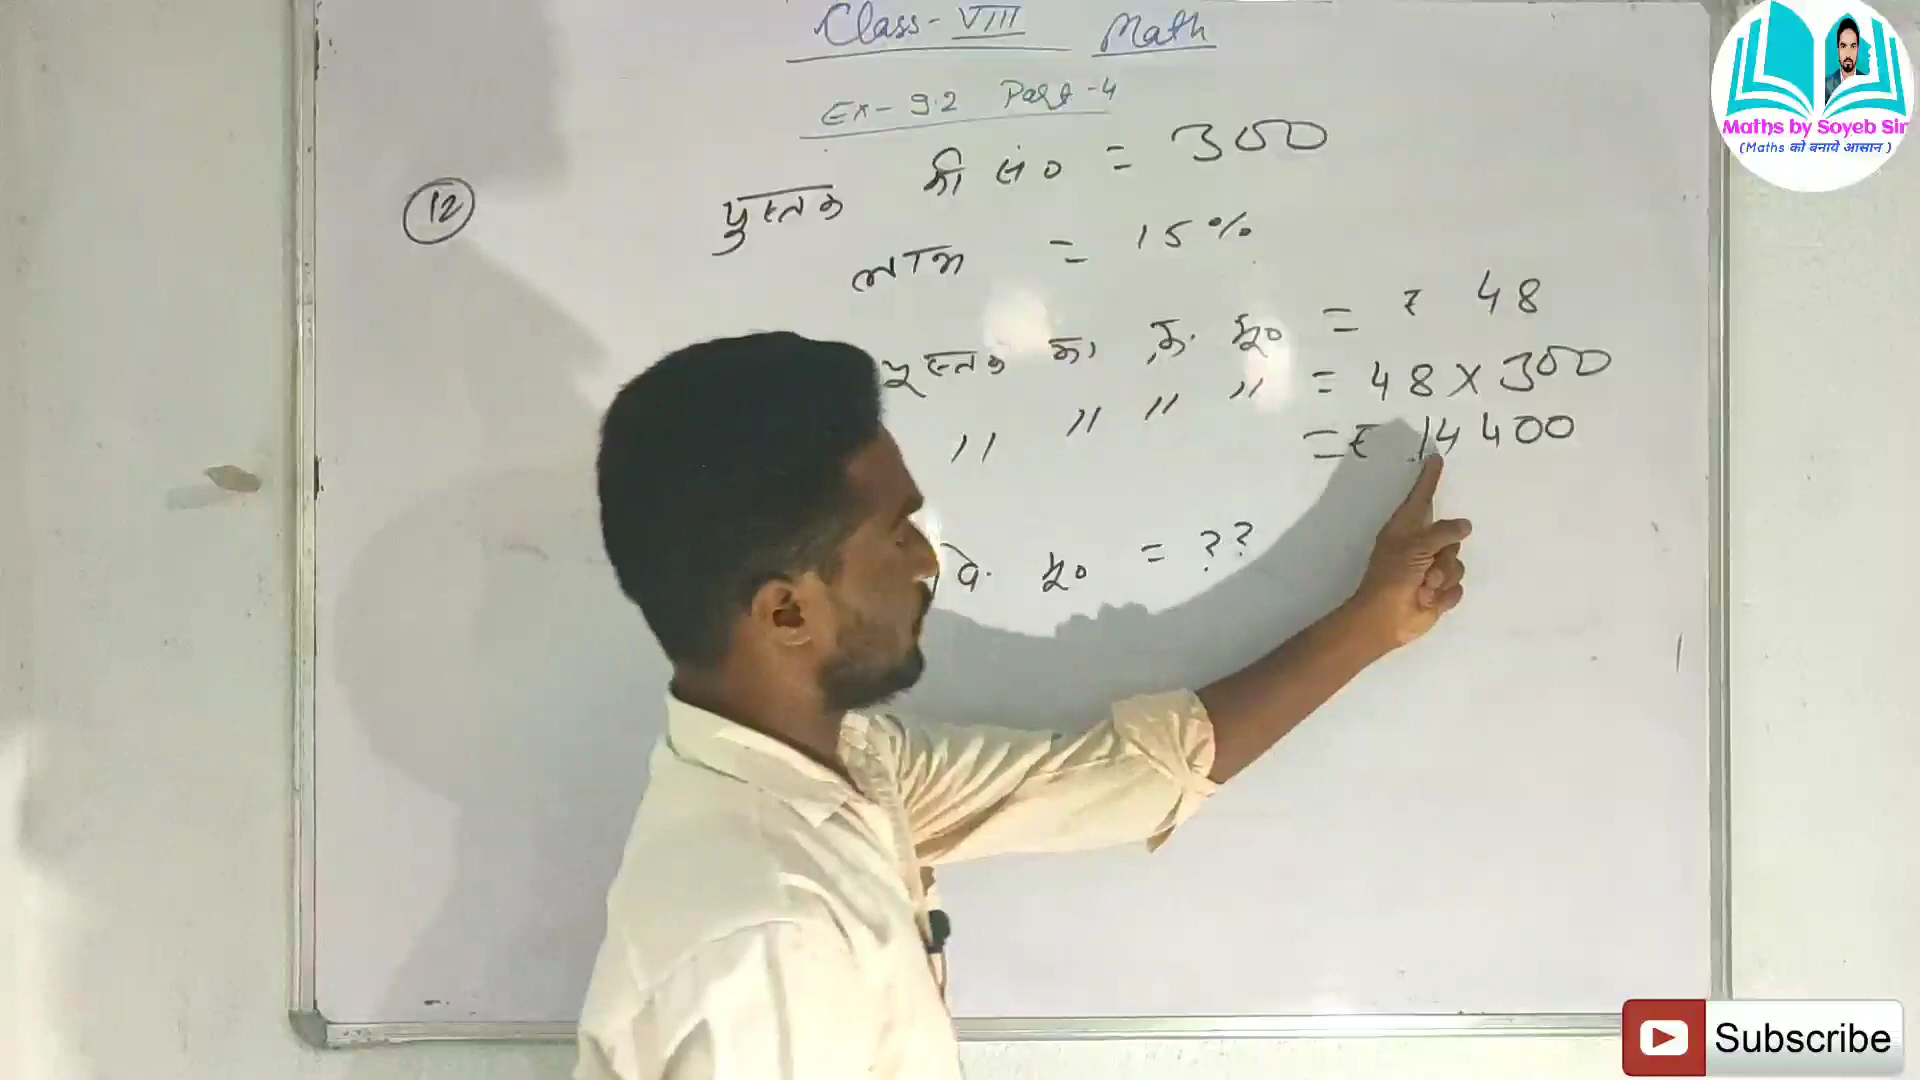 Class-VIII Math
Ex-9.2 Part-4
(12) पुस्तक की सं० = 300
लाभ = 15%
पुस्तक का क्र. मू० = ₹ 48
〃 〃 〃 〃 = 48 × 300
= ₹ 14400
वि. मू० = ??
Maths by Soyeb Sir
(Maths को बनाये आसान)
Subscribe